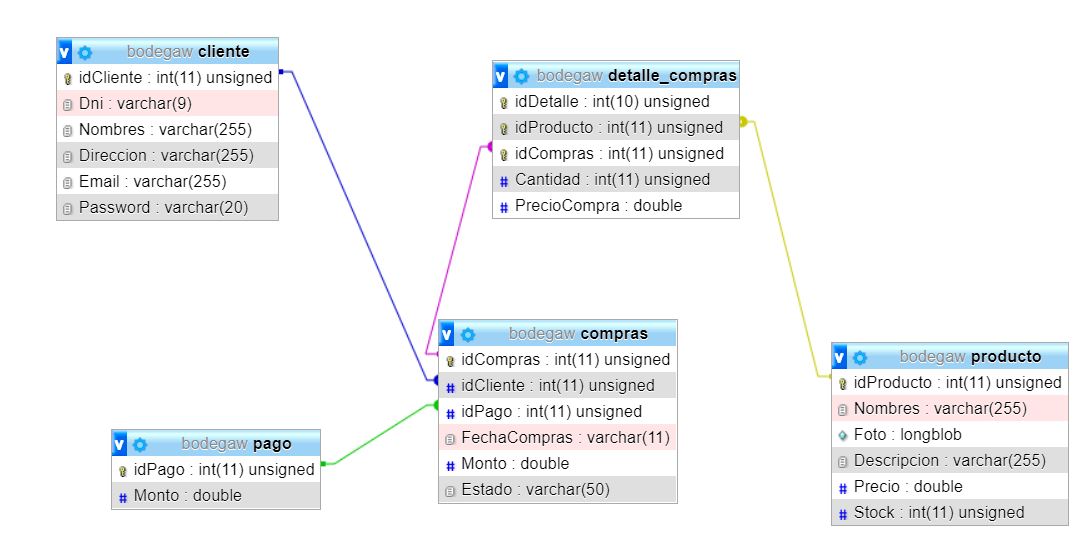 v bodegaw cliente
idCliente : int(11) unsigned
Dni : varchar(9)
Nombres : varchar(255)
Direccion : varchar(255)
Email : varchar(255)
Password : varchar(20)
v bodegaw detalle_compras
idDetalle : int(10) unsigned
idProducto : int(11) unsigned
idCompras : int(11) unsigned
# Cantidad : int(11) unsigned
# PrecioCompra : double
v bodegaw compras
idCompras : int(11) unsigned
# idCliente : int(11) unsigned
# idPago : int(11) unsigned
FechaCompras : varchar(11)
# Monto : double
Estado : varchar(50)
v bodegaw producto
idProducto : int(11) unsigned
Nombres : varchar(255)
Foto : longblob
Descripcion : varchar(255)
# Precio : double
# Stock : int(11) unsigned
v bodegaw pago
idPago : int(11) unsigned
# Monto : double